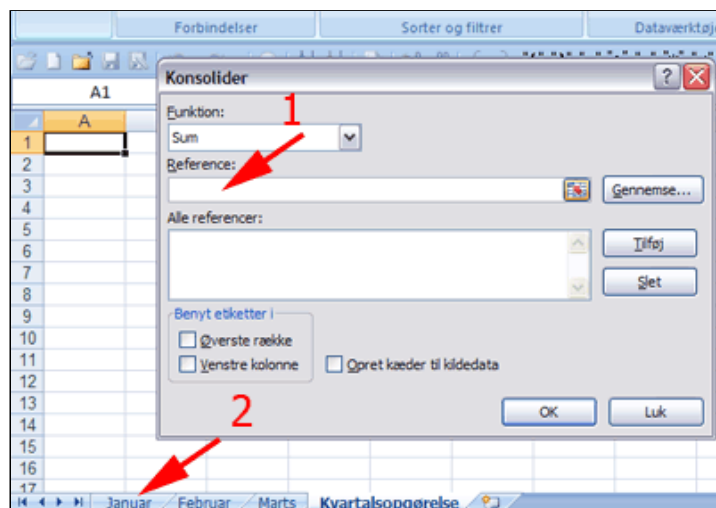 Forbindelser Sorter og filtrer Dataværktøj
A1
Konsolider
Funktion:
1
Sum
Reference:
Gennemse...
Alle referencer:
Tilføj
Slet
Benyt etiketter i
Øverste række
Venstre kolonne
Opret kæder til kildedata
OK
Luk
A
1
2
3
4
5
6
7
8
9
10
11
12
13
14
15
16
17
2
Januar Februar Marts Kvartalsopgørelse